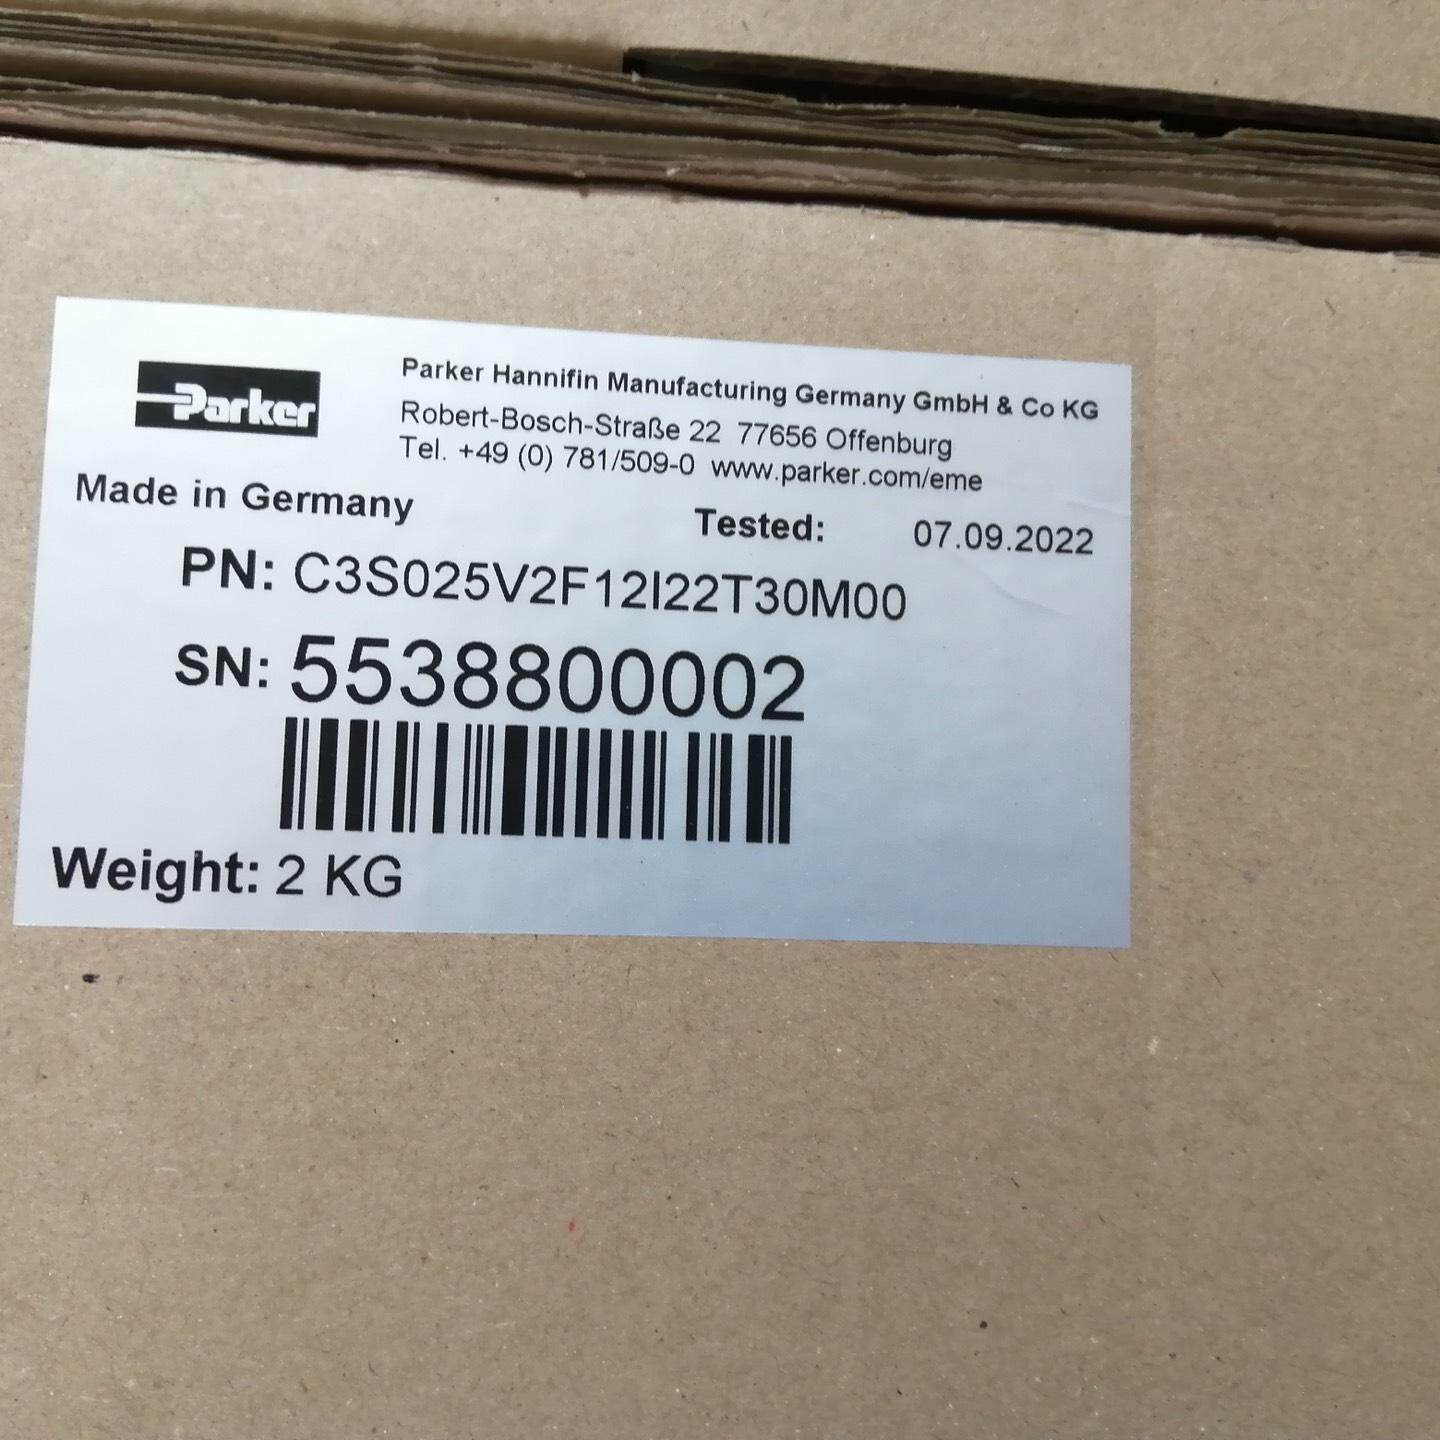 Parker
Parker Hannifin Manufacturing Germany GmbH & Co KG
Robert-Bosch-Straße 22 77656 Offenburg
Tel. +49 (0) 781/509-0 www.parker.com/eme
Made in Germany
Tested: 07.09.2022
PN: C3S025V2F12I22T30M00
SN: 5538800002
Weight: 2 KG